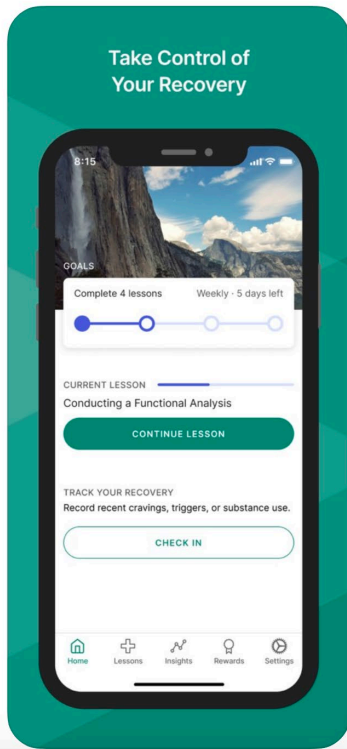 Take Control of
Your Recovery
8:15
GOALS
Complete 4 lessons
Weekly · 5 days left
CURRENT LESSON
Conducting a Functional Analysis
CONTINUE LESSON
TRACK YOUR RECOVERY
Record recent cravings, triggers, or substance use.
CHECK IN
Home Lessons Insights Rewards Settings